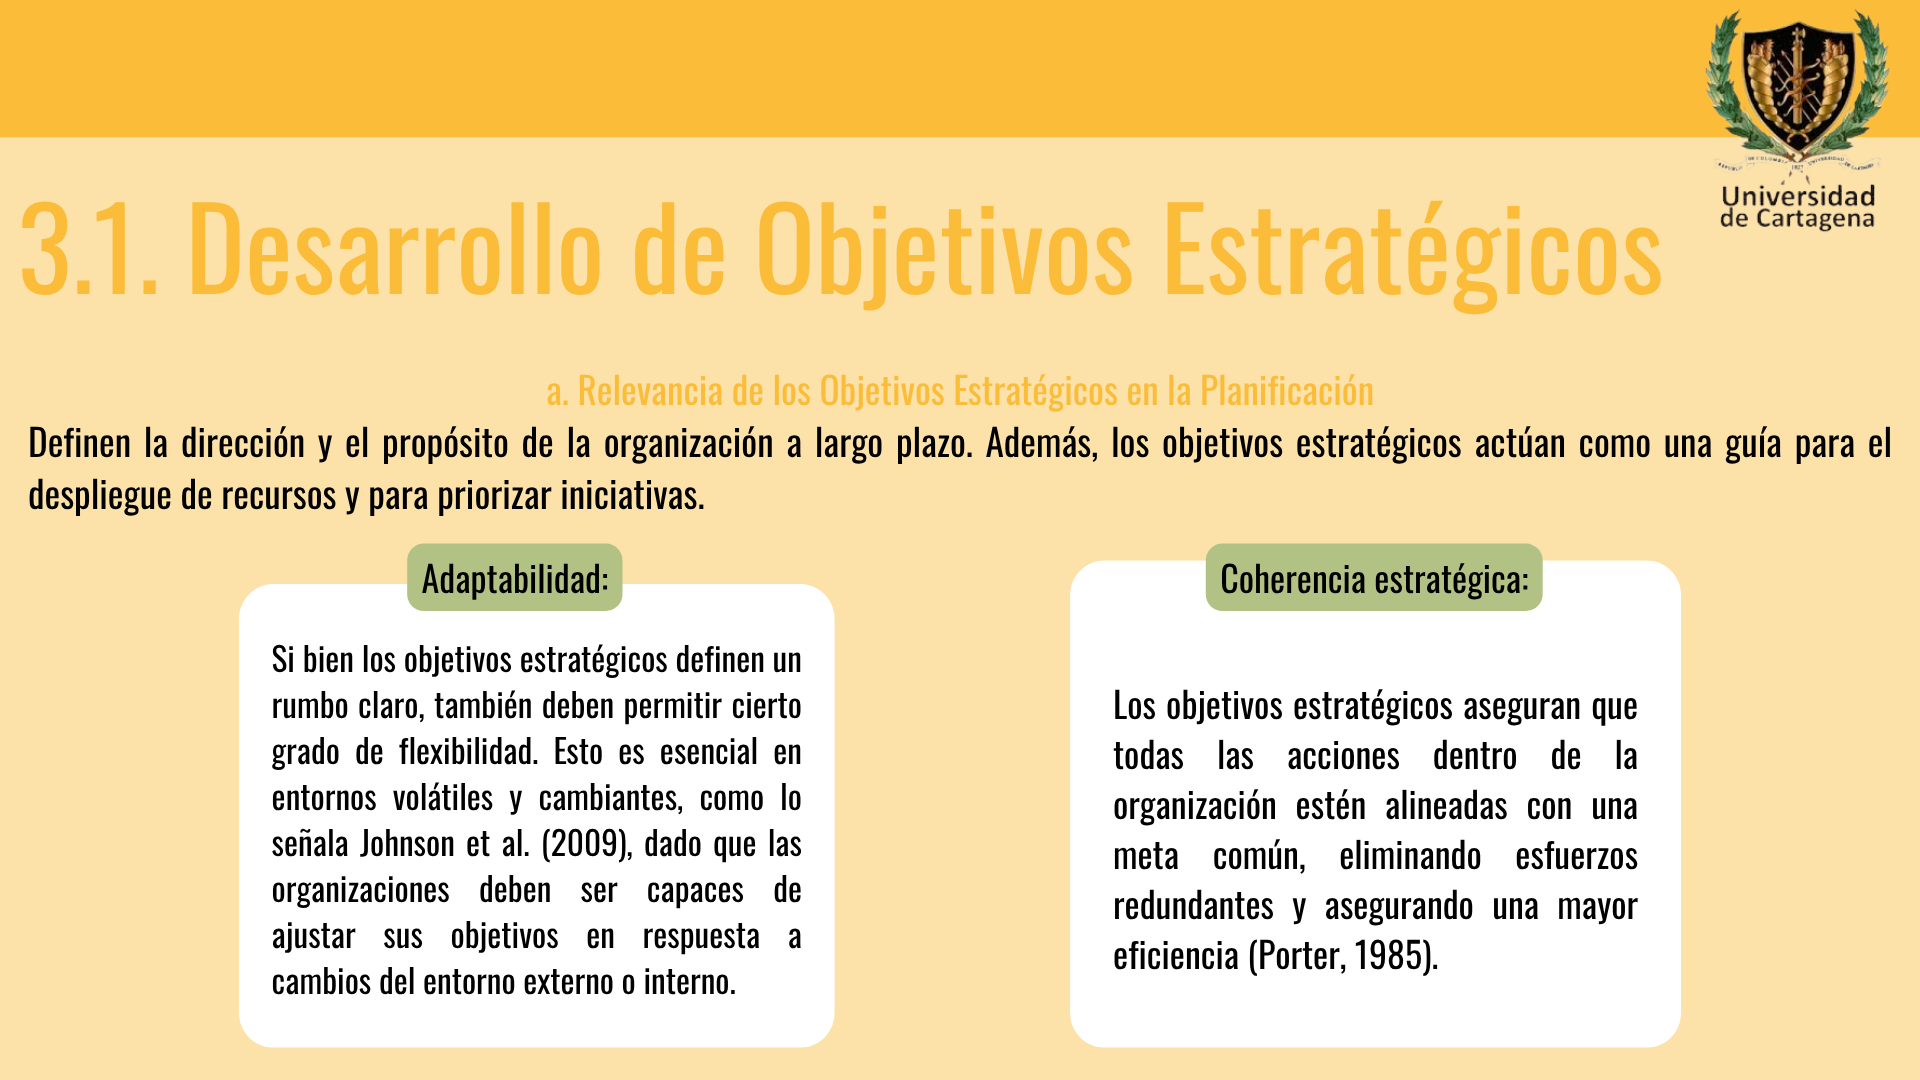 Universidad
de Cartagena
3.1. Desarrollo de Objetivos Estratégicos
a. Relevancia de los Objetivos Estratégicos en la Planificación
Definen la dirección y el propósito de la organización a largo plazo. Además, los objetivos estratégicos actúan como una guía para el
despliegue de recursos y para priorizar iniciativas.
Adaptabilidad:
Si bien los objetivos estratégicos definen un
rumbo claro, también deben permitir cierto
grado de flexibilidad. Esto es esencial en
entornos volátiles y cambiantes, como lo
señala Johnson et al. (2009), dado que las
organizaciones deben ser capaces de
ajustar sus objetivos en respuesta a
cambios del entorno externo o interno.
Coherencia estratégica:
Los objetivos estratégicos aseguran que
todas las acciones dentro de la
organización estén alineadas con una
meta común, eliminando esfuerzos
redundantes y asegurando una mayor
eficiencia (Porter, 1985).